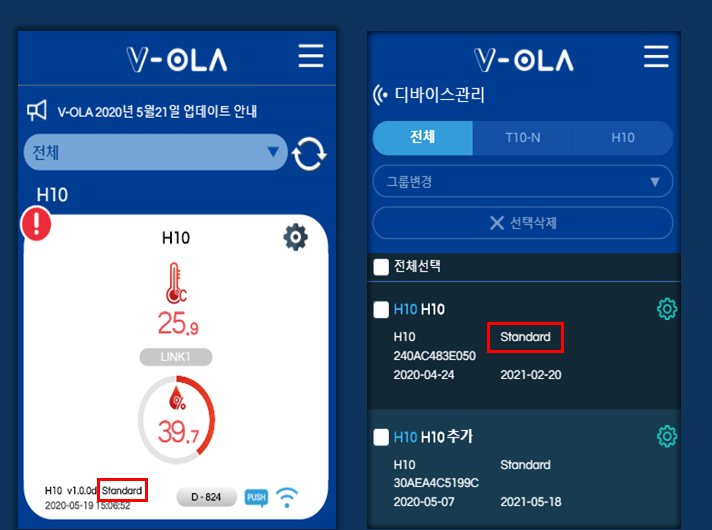 V-OLA
V-OLA 2020년 5월21일 업데이트 안내
전체
H10
H10
°C
25.9
LINK1
%
39.7
H10 v1.0.0d Standard
2020-05-19 15:06:52
D - 824
PUSH
V-OLA
디바이스관리
전체
T10-N
H10
그룹변경
선택삭제
전체선택
H10 H10
H10 Standard
240AC483E050
2020-04-24 2021-02-20
H10 H10 추가
H10 Standard
30AEA4C5199C
2020-05-07 2021-05-18